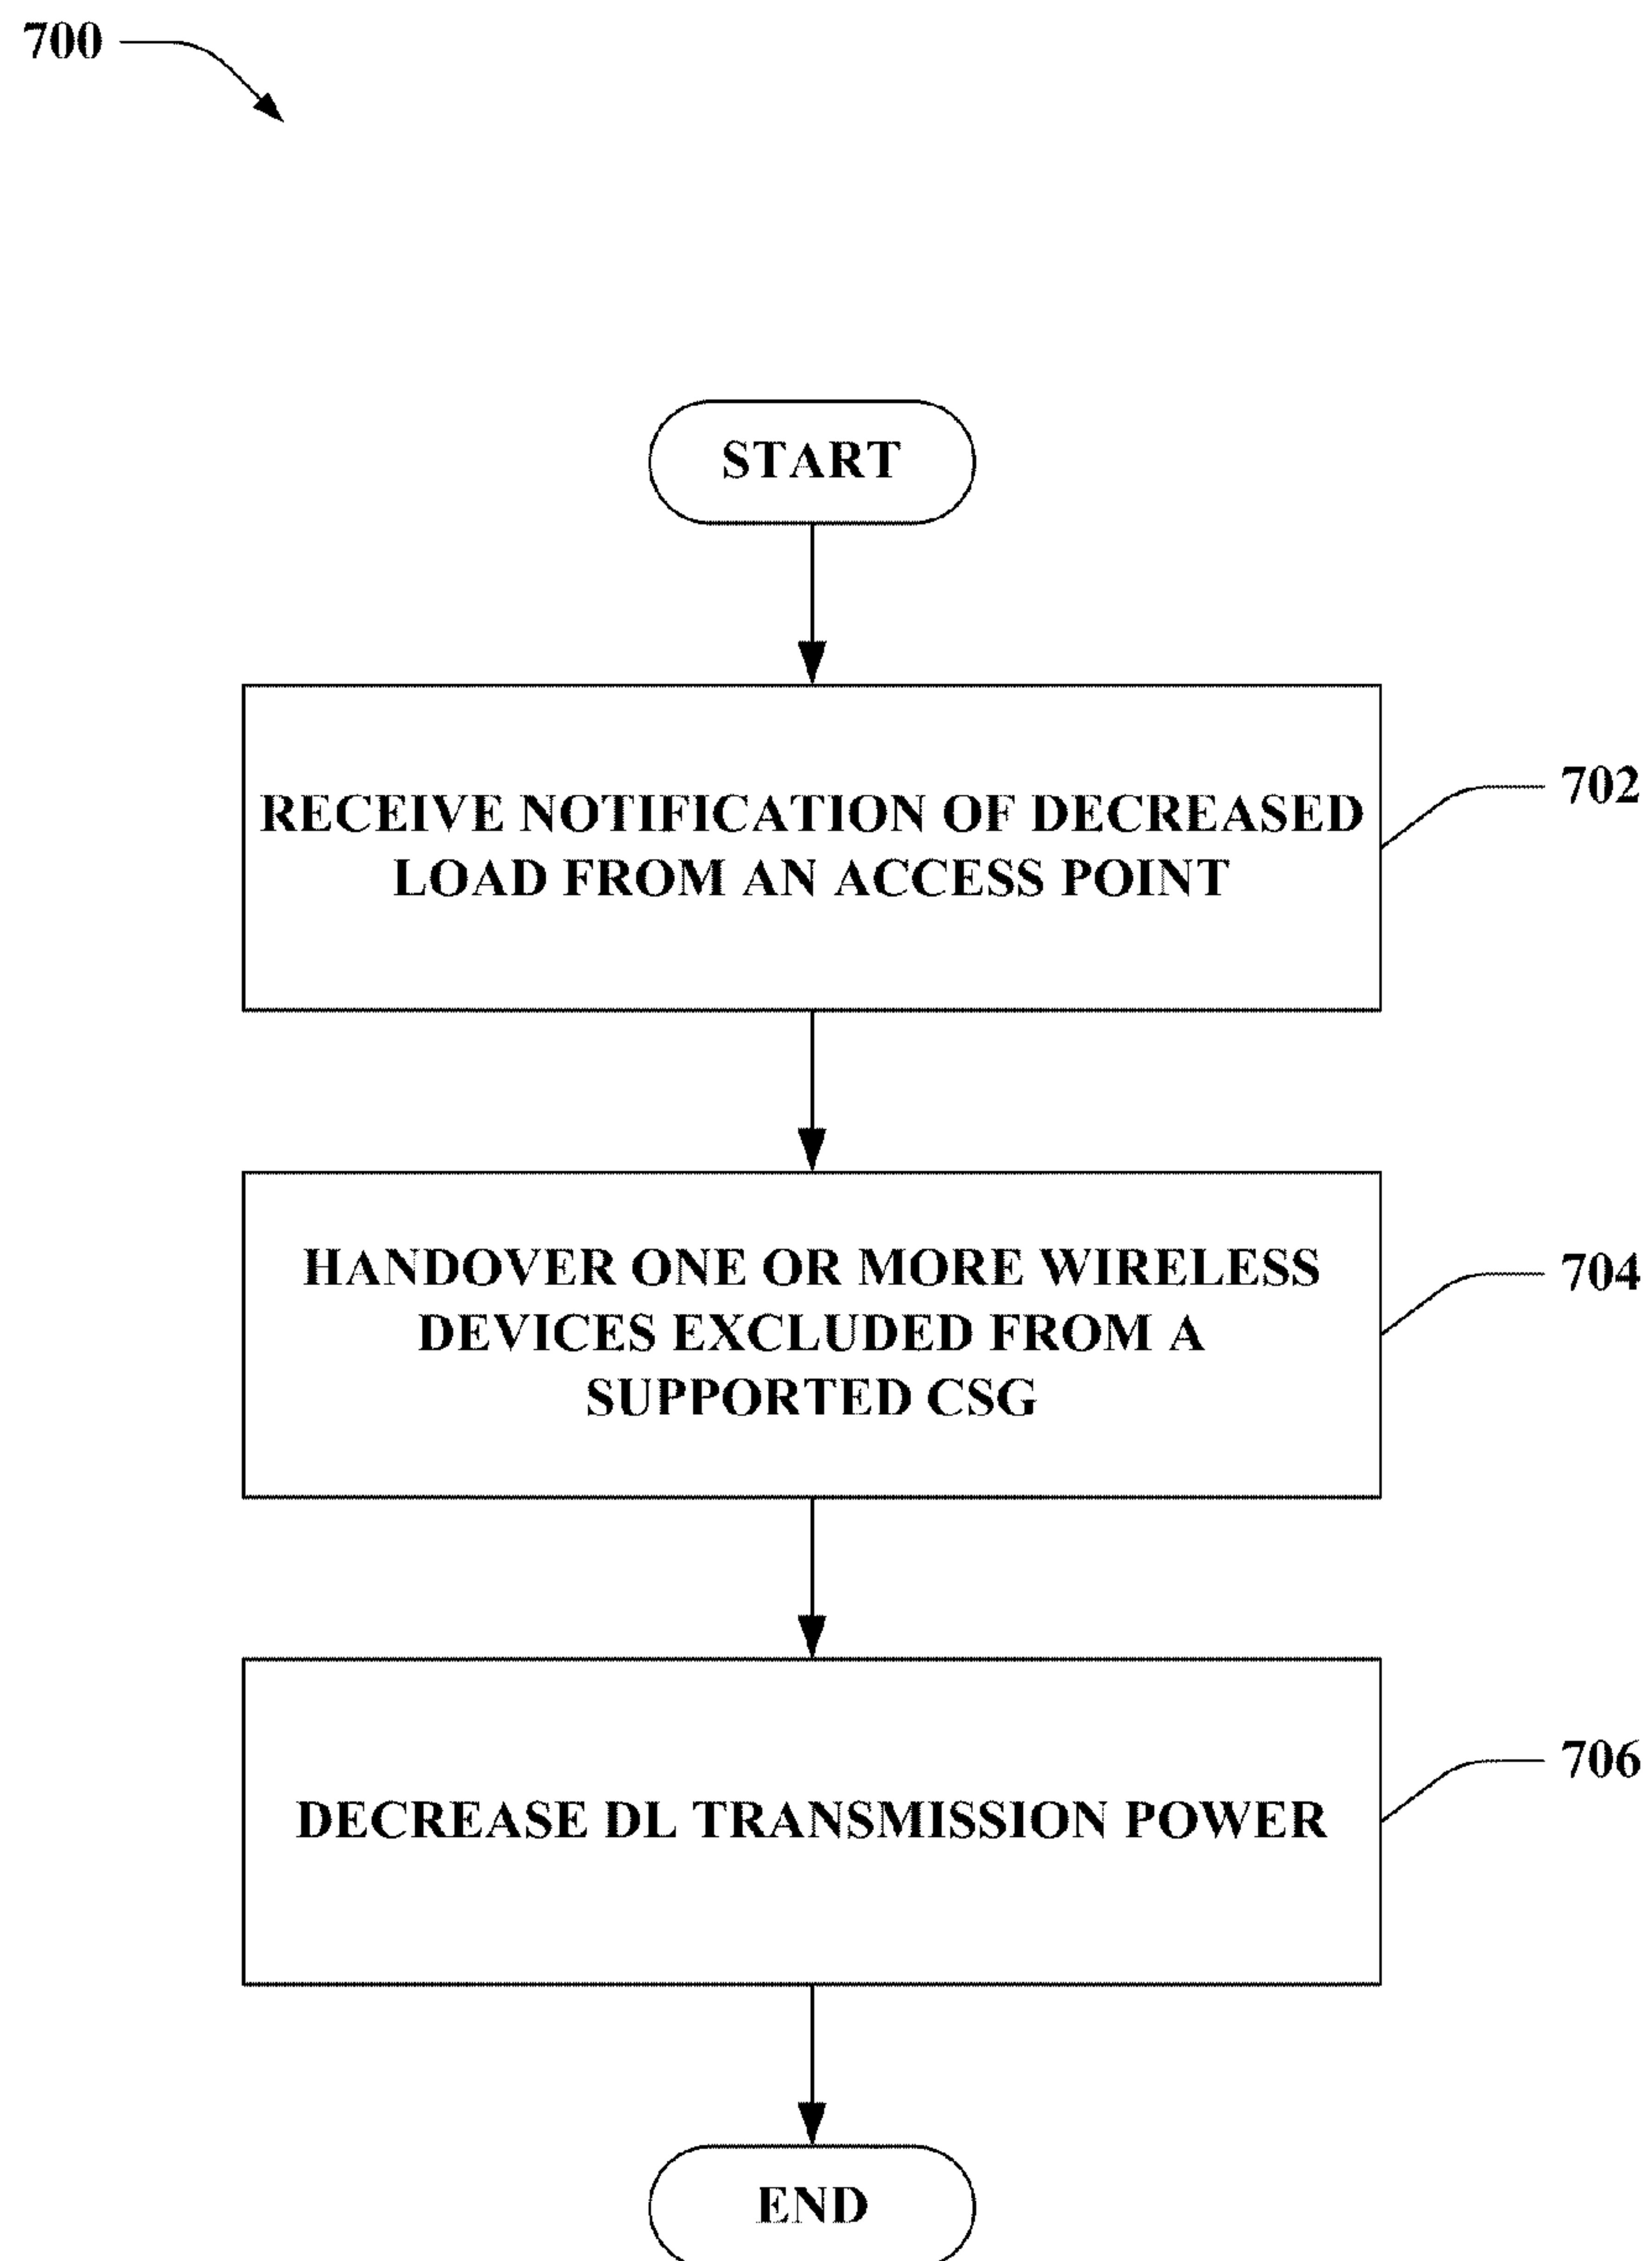 700
START
RECEIVE NOTIFICATION OF DECREASED
LOAD FROM AN ACCESS POINT
702
HANDOVER ONE OR MORE WIRELESS
DEVICES EXCLUDED FROM A
SUPPORTED CSG
704
DECREASE DL TRANSMISSION POWER
706
END